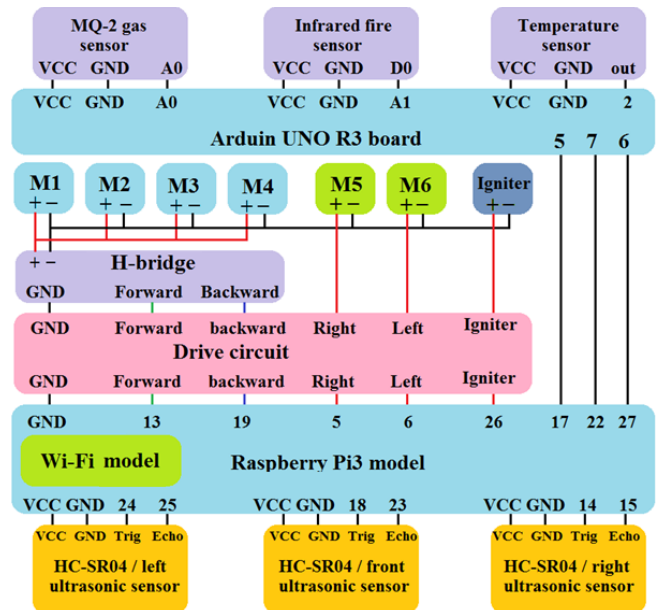 MQ-2 gas sensor
VCC GND A0
Infrared fire sensor
VCC GND D0
Temperature sensor
VCC GND out
VCC GND A0
VCC GND A1
VCC GND 2
Arduin UNO R3 board
5 7 6
M1
+ −
M2
+ −
M3
+ −
M4
+ −
M5
+ −
M6
+ −
Igniter
+ −
+ −
H-bridge
GND Forward Backward
GND Forward backward Right Left Igniter
Drive circuit
GND Forward backward Right Left Igniter
GND 13 19 5 6 26 17 22 27
Wi-Fi model
Raspberry Pi3 model
VCC GND 24 25
VCC GND 18 23
VCC GND 14 15
VCC GND Trig Echo
HC-SR04 / left
ultrasonic sensor
VCC GND Trig Echo
HC-SR04 / front
ultrasonic sensor
VCC GND Trig Echo
HC-SR04 / right
ultrasonic sensor